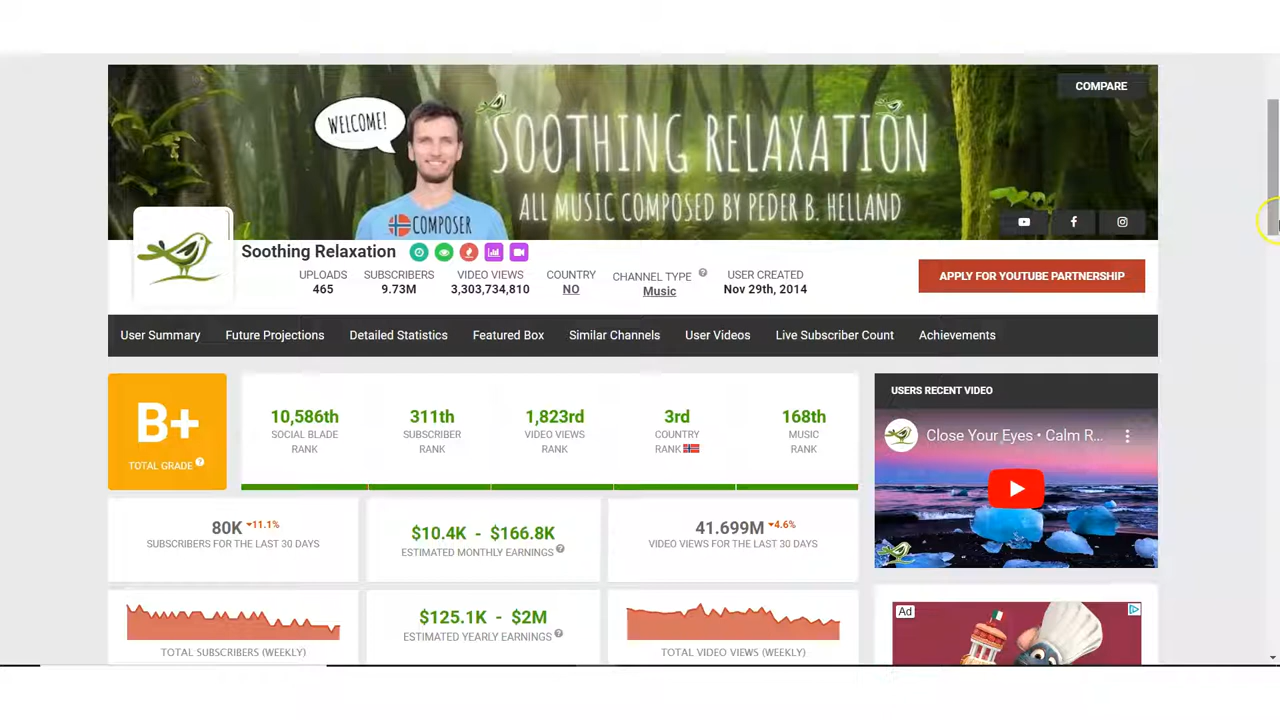 COMPARE
WELCOME!
SOOTHING RELAXATION
ALL MUSIC COMPOSED BY PEDER B. HELLAND
COMPOSER
Soothing Relaxation
UPLOADS
465
SUBSCRIBERS
9.73M
VIDEO VIEWS
3,303,734,810
COUNTRY
NO
CHANNEL TYPE ?
Music
USER CREATED
Nov 29th, 2014
APPLY FOR YOUTUBE PARTNERSHIP
User Summary
Future Projections
Detailed Statistics
Featured Box
Similar Channels
User Videos
Live Subscriber Count
Achievements
B+
TOTAL GRADE ?
10,586th
SOCIAL BLADE
RANK
311th
SUBSCRIBER
RANK
1,823rd
VIDEO VIEWS
RANK
3rd
COUNTRY
RANK
168th
MUSIC
RANK
USERS RECENT VIDEO
Close Your Eyes • Calm R...
80K -11.1%
SUBSCRIBERS FOR THE LAST 30 DAYS
$10.4K - $166.8K
ESTIMATED MONTHLY EARNINGS ?
41.699M -4.6%
VIDEO VIEWS FOR THE LAST 30 DAYS
TOTAL SUBSCRIBERS (WEEKLY)
$125.1K - $2M
ESTIMATED YEARLY EARNINGS ?
TOTAL VIDEO VIEWS (WEEKLY)
Ad